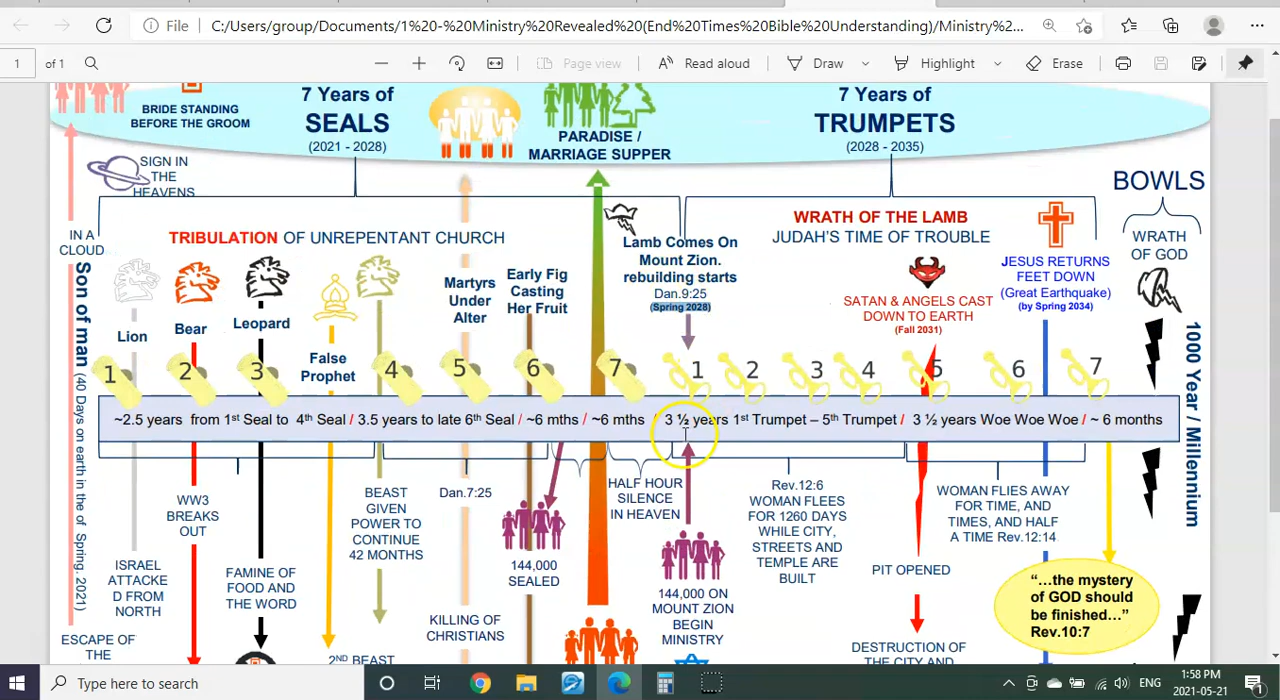 File
C:/Users/group/Documents/1%20-%20Ministry%20Revealed%20(End%20Times%20Bible%20Understanding)/Ministry%2...
1
of 1
Page view
Read aloud
Draw
Highlight
Erase
BRIDE STANDING
BEFORE THE GROOM
7 Years of
SEALS
(2021 - 2028)
PARADISE /
MARRIAGE SUPPER
7 Years of
TRUMPETS
(2028 - 2035)
SIGN IN
THE
HEAVENS
IN A
CLOUD
Son of man (40 Days on earth in the of Spring. 2021)
TRIBULATION OF UNREPENTANT CHURCH
Lamb Comes On
Mount Zion.
rebuilding starts
Dan.9:25
(Spring 2028)
WRATH OF THE LAMB
JUDAH'S TIME OF TROUBLE
BOWLS
WRATH
OF GOD
JESUS RETURNS
FEET DOWN
(Great Earthquake)
(by Spring 2034)
SATAN & ANGELS CAST
DOWN TO EARTH
(Fall 2031)
Lion
Bear
Leopard
False
Prophet
Martyrs
Under
Alter
Early Fig
Casting
Her Fruit
1000 Year / Millennium
1 2 3 4 5 6 7 1 2 3 4 5 6 7
~2.5 years from 1st Seal to 4th Seal / 3.5 years to late 6th Seal / ~6 mths / ~6 mths / 3 ½ years 1st Trumpet – 5th Trumpet / 3 ½ years Woe Woe Woe / ~ 6 months
ISRAEL
ATTACKE
D FROM
NORTH
WW3
BREAKS
OUT
FAMINE OF
FOOD AND
THE WORD
BEAST
GIVEN
POWER TO
CONTINUE
42 MONTHS
Dan.7:25
KILLING OF
CHRISTIANS
144,000
SEALED
HALF HOUR
SILENCE
IN HEAVEN
144,000 ON
MOUNT ZION
BEGIN
MINISTRY
Rev.12:6
WOMAN FLEES
FOR 1260 DAYS
WHILE CITY,
STREETS AND
TEMPLE ARE
BUILT
PIT OPENED
WOMAN FLIES AWAY
FOR TIME, AND
TIMES, AND HALF
A TIME Rev.12:14
"…the mystery
of GOD should
be finished…"
Rev.10:7
ESCAPE OF
THE
2ND BEAST
DESTRUCTION OF
THE CITY AND
Type here to search
ENG
1:58 PM
2021-05-21
1